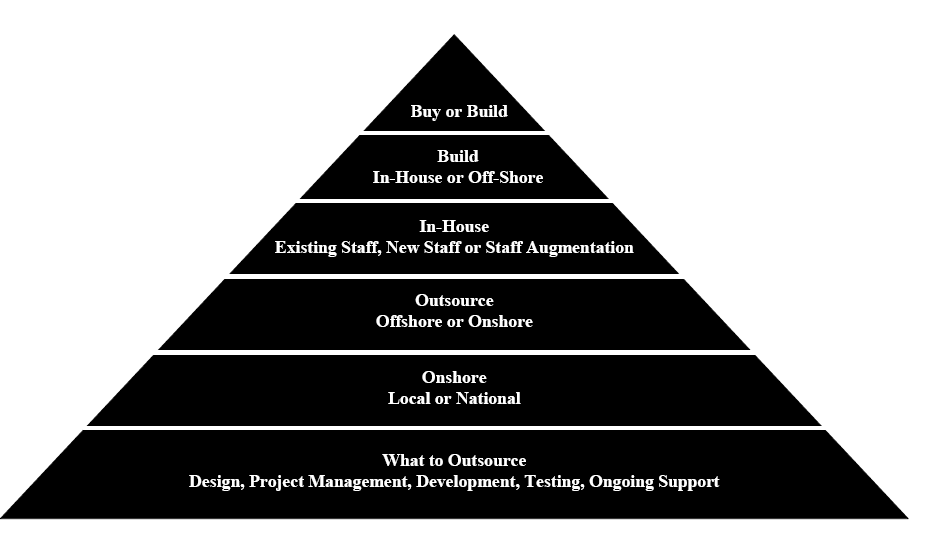 Buy or Build
Build
In-House or Off-Shore
In-House
Existing Staff, New Staff or Staff Augmentation
Outsource
Offshore or Onshore
Onshore
Local or National
What to Outsource
Design, Project Management, Development, Testing, Ongoing Support